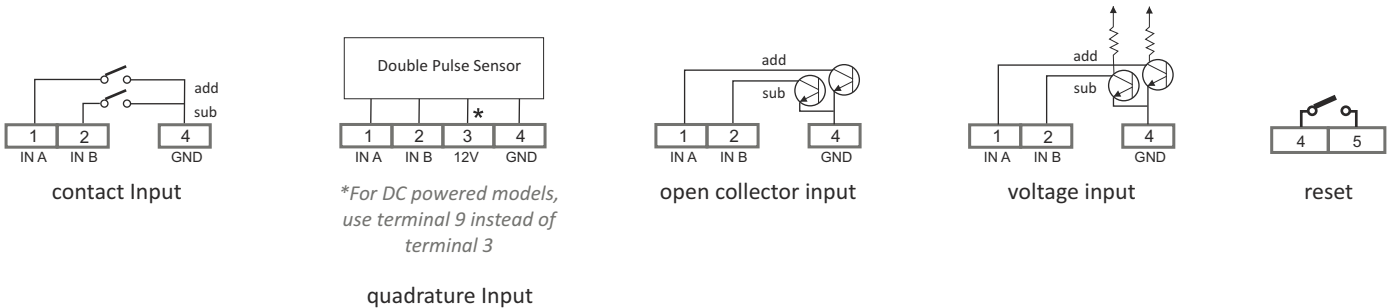 add
sub
1 2 4
IN A IN B GND
contact Input
Double Pulse Sensor
*
1 2 3 4
IN A IN B 12V GND
*For DC powered models,
use terminal 9 instead of
terminal 3
quadrature Input
add
sub
1 2 4
IN A IN B GND
open collector input
add
sub
1 2 4
IN A IN B GND
voltage input
4 5
reset